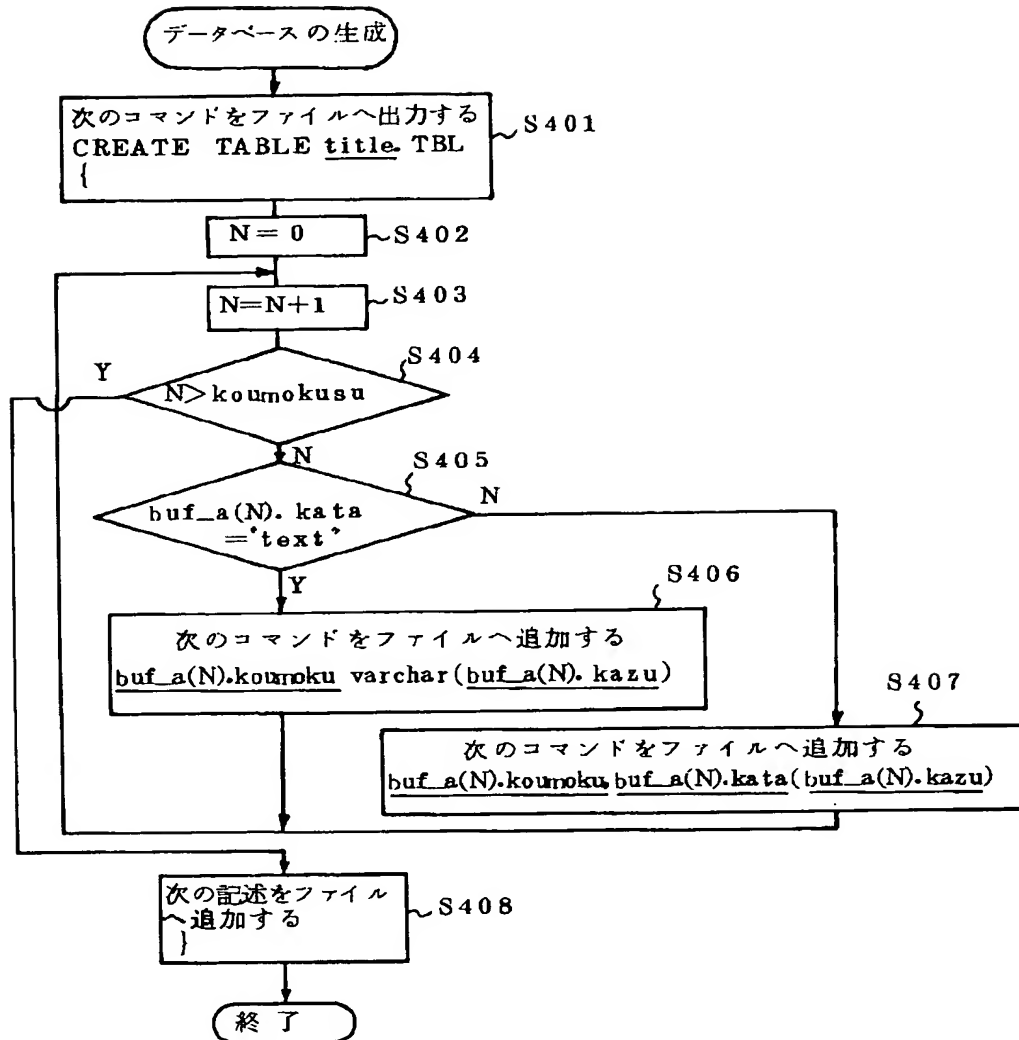 データベースの生成
次のコマンドをファイルへ出力する
CREATE TABLE title. TBL
{
S401
N=0
S402
N=N+1
S403
N>koumokusu
S404
Y
N
buf_a(N). kata
='text'
S405
N
Y
次のコマンドをファイルへ追加する
buf_a(N).koumoku varchar(buf_a(N). kazu)
S406
次のコマンドをファイルへ追加する
buf_a(N).koumoku,buf_a(N).kata(buf_a(N).kazu)
S407
次の記述をファイル
へ追加する
}
S408
終了